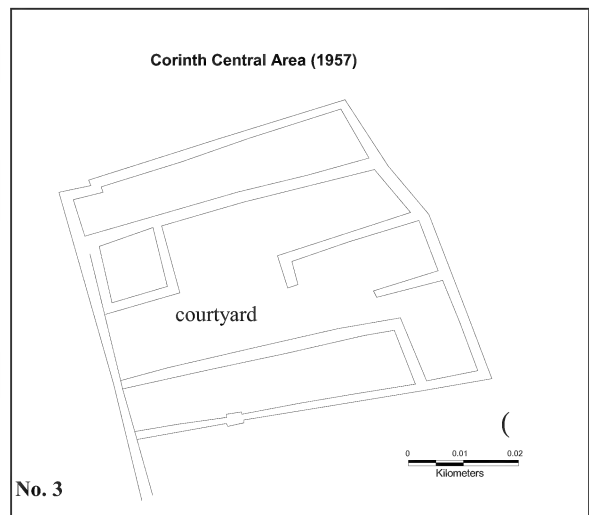 Corinth Central Area (1957)
courtyard
(
0 0.01 0.02
Kilometers
No. 3